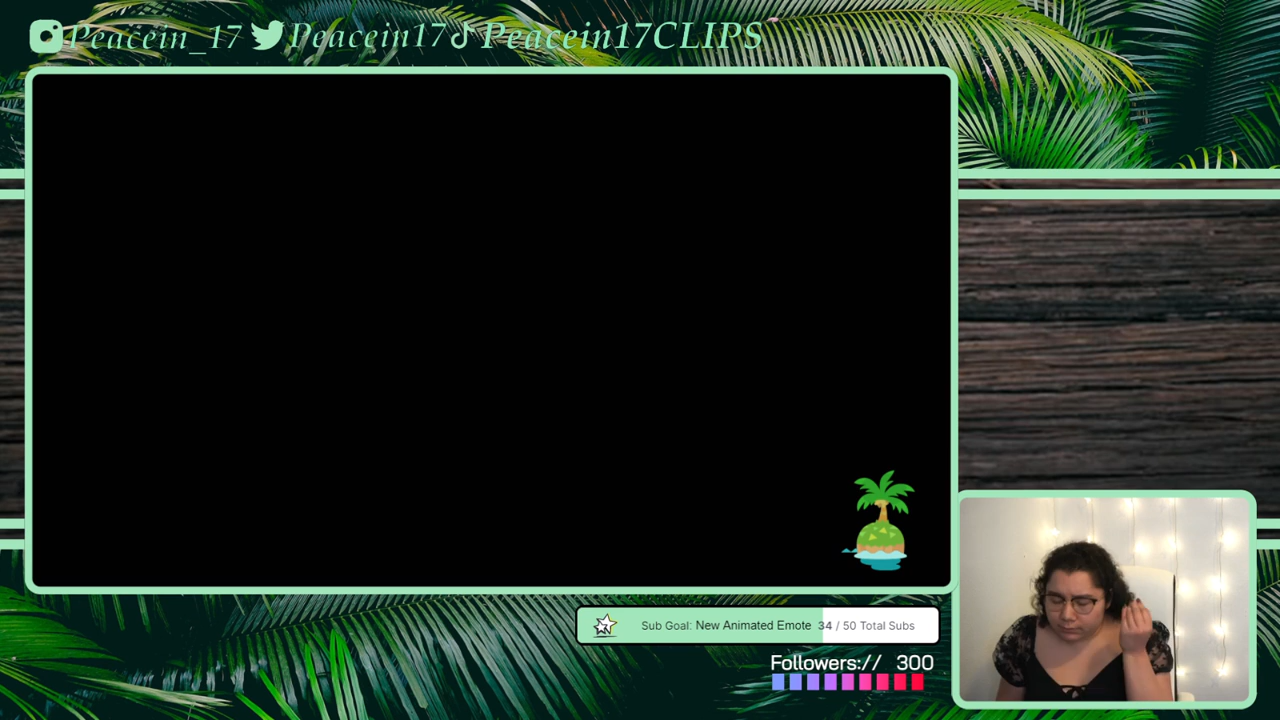 Peacein_17 Peacein17 Peacein17CLIPS
Sub Goal: New Animated Emote 34 / 50 Total Subs
Followers:// 300